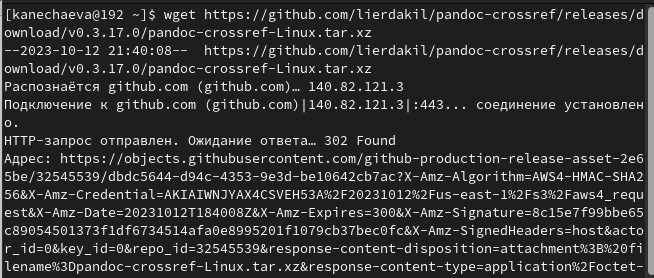 [kanechaeva@192 ~]$ wget https://github.com/lierdakil/pandoc-crossref/releases/d
ownload/v0.3.17.0/pandoc-crossref-Linux.tar.xz
--2023-10-12 21:40:08--  https://github.com/lierdakil/pandoc-crossref/releases/d
ownload/v0.3.17.0/pandoc-crossref-Linux.tar.xz
Распознаётся github.com (github.com)… 140.82.121.3
Подключение к github.com (github.com)|140.82.121.3|:443... соединение установлен
о.
HTTP-запрос отправлен. Ожидание ответа… 302 Found
Адрес: https://objects.githubusercontent.com/github-production-release-asset-2e6
5be/32545539/dbdc5644-d94c-4353-9e3d-be10642cb7ac?X-Amz-Algorithm=AWS4-HMAC-SHA2
56&X-Amz-Credential=AKIAIWNJYAX4CSVEH53A%2F20231012%2Fus-east-1%2Fs3%2Faws4_requ
est&X-Amz-Date=20231012T184008Z&X-Amz-Expires=300&X-Amz-Signature=8c15e7f99bbe65
c89054501373f1df6734514afa0e8995201f1079cb37bec0fc&X-Amz-SignedHeaders=host&acto
r_id=0&key_id=0&repo_id=32545539&response-content-disposition=attachment%3B%20fi
lename%3Dpandoc-crossref-Linux.tar.xz&response-content-type=application%2Foctet-